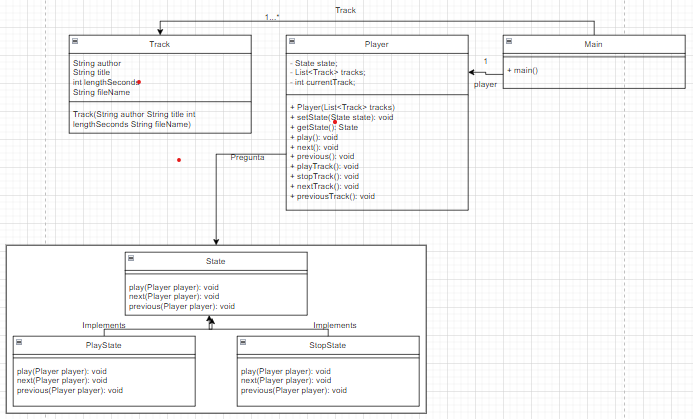 Track
1...*
Track
String author
String title
int lengthSeconds
String fileName
Track(String author String title int
lengthSeconds String fileName)
Player
- State state;
- List<Track> tracks;
- int currentTrack;
+ Player(List<Track> tracks)
+ setState(State state): void
+ getState(): State
+ play(): void
+ next(): void
+ previous(): void
+ playTrack(): void
+ stopTrack(): void
+ nextTrack(): void
+ previousTrack(): void
Main
+ main()
1
player
Pregunta
State
play(Player player): void
next(Player player): void
previous(Player player): void
Implements
Implements
PlayState
play(Player player): void
next(Player player): void
previous(Player player): void
StopState
play(Player player): void
next(Player player): void
previous(Player player): void